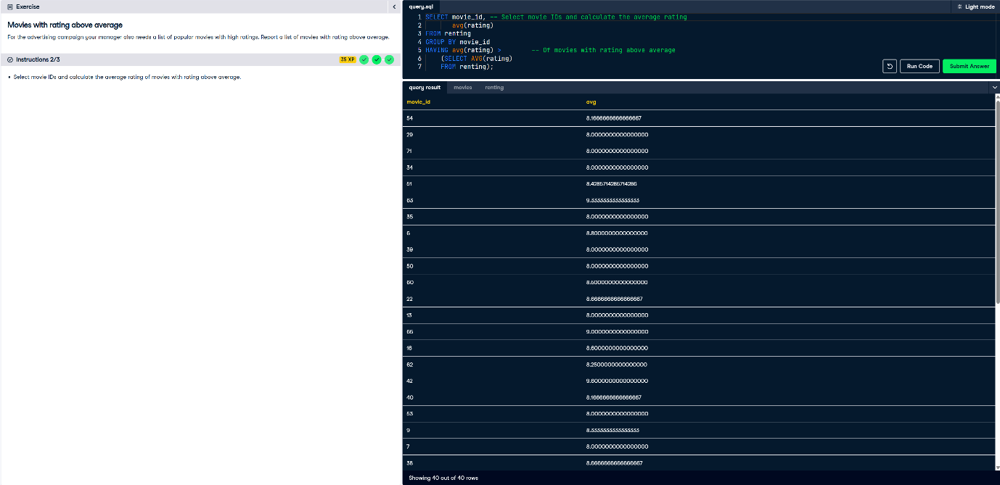 Exercise
Movies with rating above average
For the advertising campaign your manager also needs a list of popular movies with high ratings. Report a list of movies with rating above average.
Instructions 2/3
35 XP
• Select movie IDs and calculate the average rating of movies with rating above average.
query.sql
Light mode
1 SELECT movie_id, -- Select movie IDs and calculate the average rating
2 avg(rating)
3 FROM renting
4 GROUP BY movie_id
5 HAVING avg(rating) > -- Of movies with rating above average
6 (SELECT AVG(rating)
7 FROM renting);
Run Code
Submit Answer
query result movies renting
movie_id avg
54 8.1666666666666667
29 8.0000000000000000
71 8.0000000000000000
34 8.0000000000000000
51 8.4285714285714286
63 9.3333333333333333
35 8.0000000000000000
6 8.8000000000000000
39 8.0000000000000000
50 8.0000000000000000
60 8.5000000000000000
22 8.6666666666666667
13 8.0000000000000000
66 9.0000000000000000
16 8.6000000000000000
62 8.2500000000000000
42 9.6000000000000000
40 8.1666666666666667
53 8.0000000000000000
9 8.3333333333333333
7 8.0000000000000000
38 8.6666666666666667
Showing 40 out of 40 rows